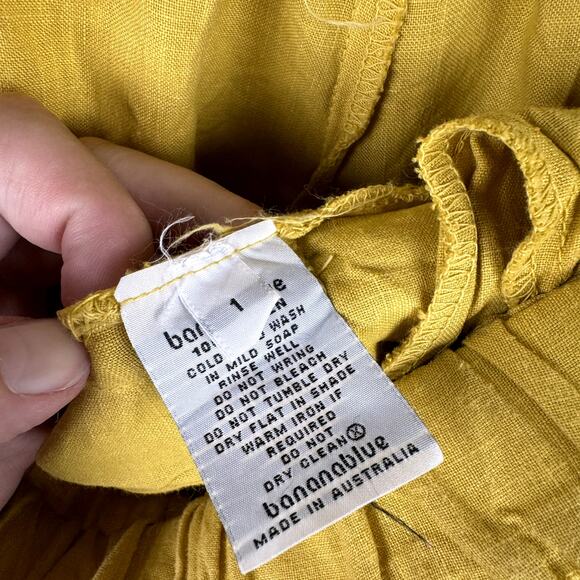 1
COLD WASH
IN MILD SOAP
RINSE WELL
DO NOT WRING
DO NOT BLEACH
DO NOT TUMBLE DRY
DRY FLAT IN SHADE
WARM IRON IF
REQUIRED
DO NOT
DRY CLEAN
bananablue
MADE IN AUSTRALIA